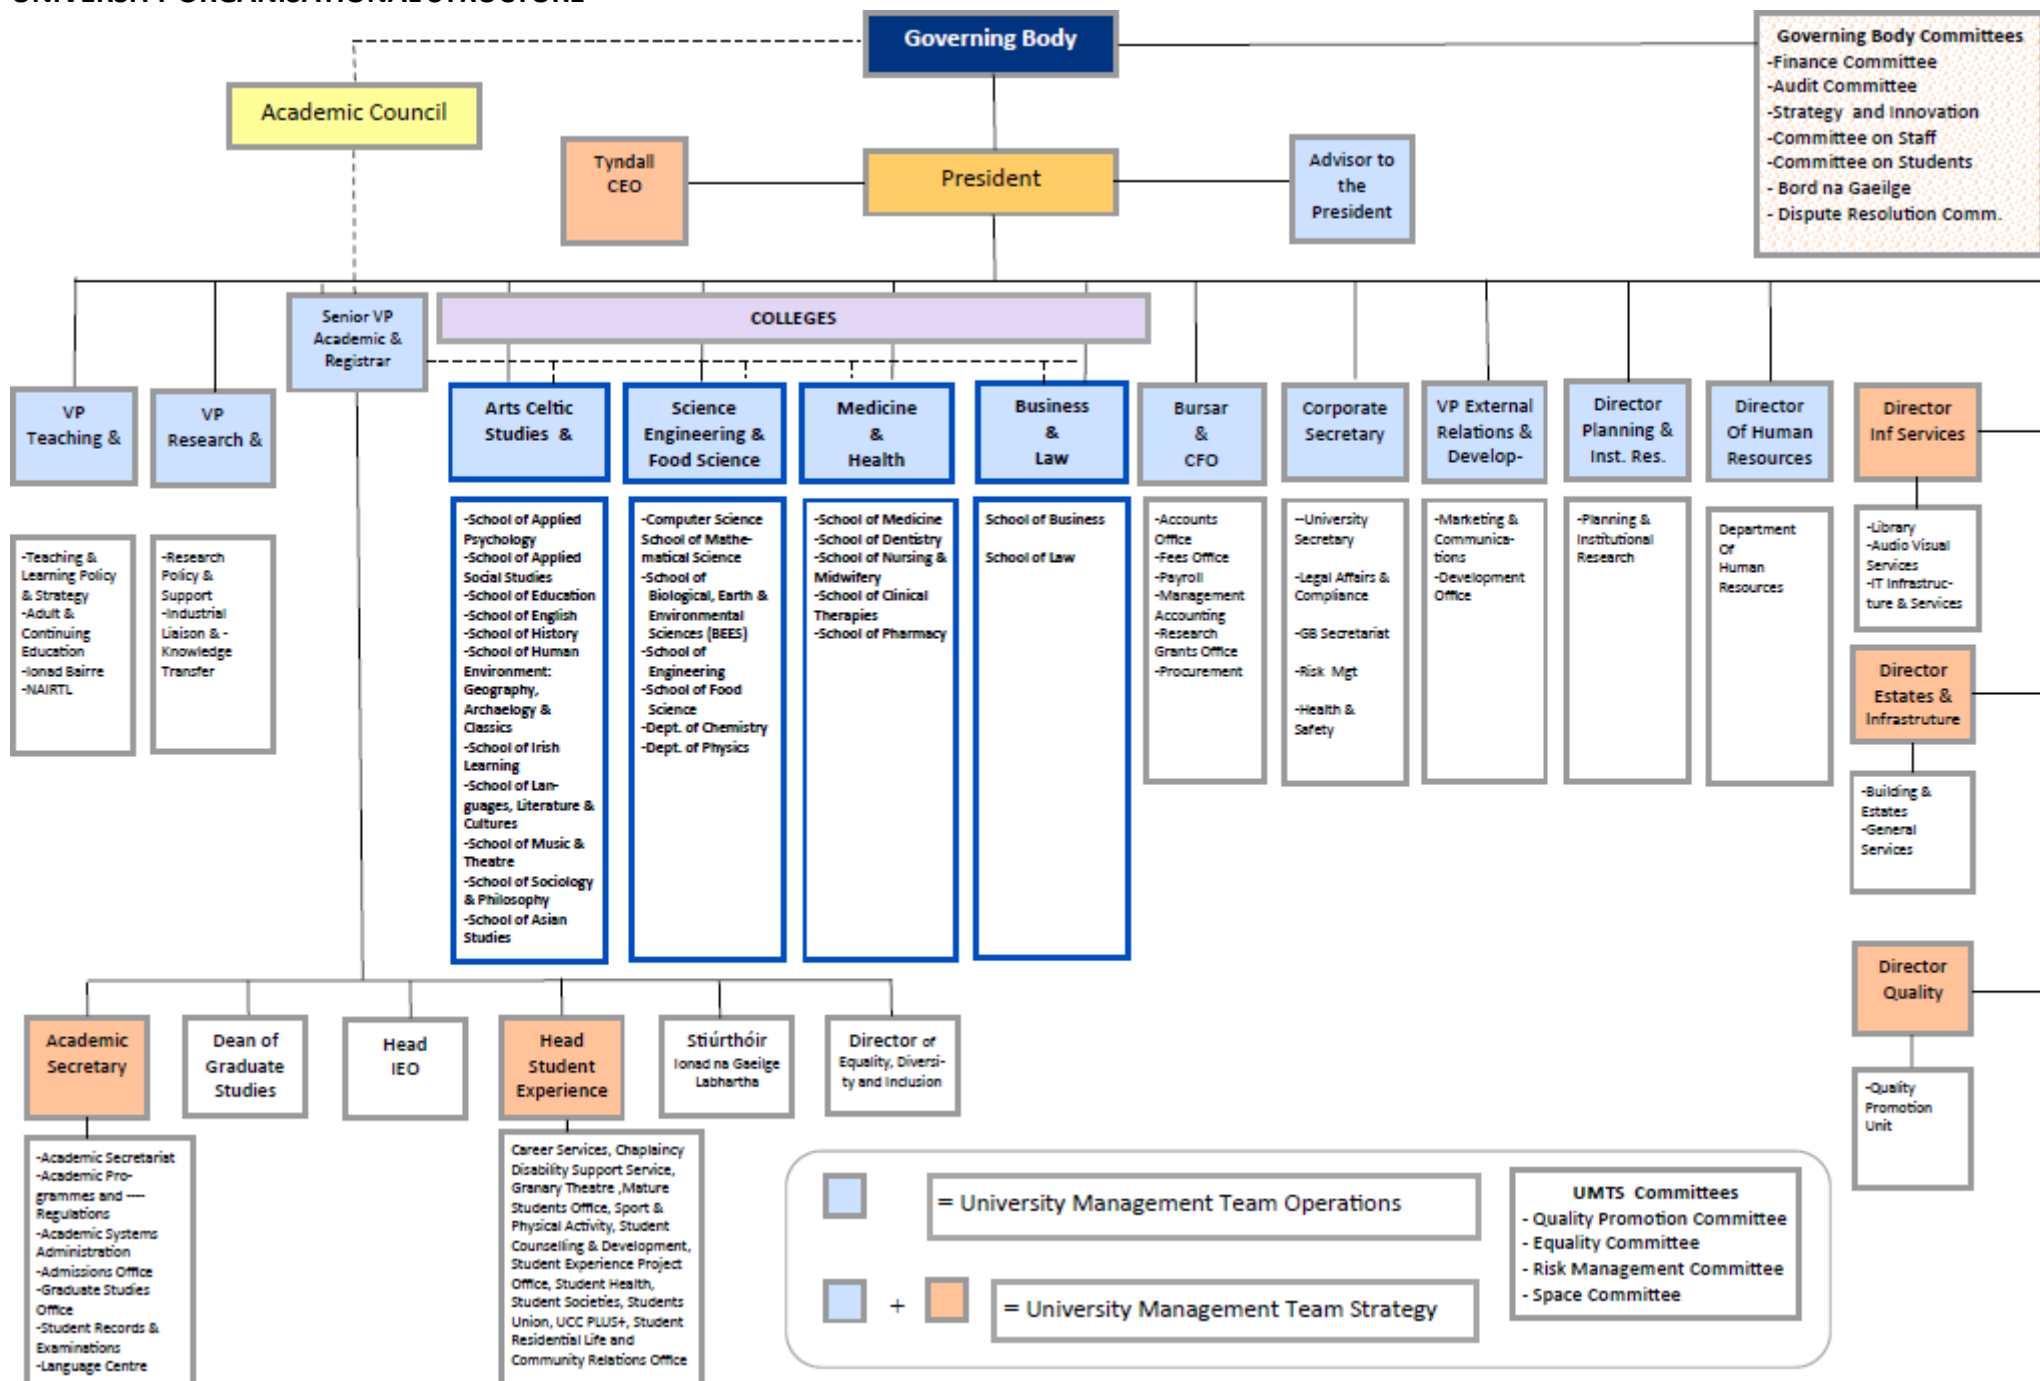 UNIVERSITY ORGANISATIONAL STRUCTURE
Governing Body
Governing Body Committees
-Finance Committee
-Audit Committee
-Strategy and Innovation
-Committee on Staff
-Committee on Students
- Bord na Gaeilge
- Dispute Resolution Comm.
Academic Council
Tyndall
CEO
President
Advisor to
the
President
Senior VP
Academic &
Registrar
COLLEGES
VP
Teaching &
VP
Research &
Arts Celtic
Studies &
Science
Engineering &
Food Science
Medicine
&
Health
Business
&
Law
Bursar
&
CFO
Corporate
Secretary
VP External
Relations &
Develop-
Director
Planning &
Inst. Res.
Director
Of Human
Resources
Director
Inf Services
-Teaching &
Learning Policy
& Strategy
-Adult &
Continuing
Education
-Ionad Bairre
-NAIRTL
-Research
Policy &
Support
-Industrial
Liaison & -
Knowledge
Transfer
-School of Applied
Psychology
-School of Applied
Social Studies
-School of Education
-School of English
-School of History
-School of Human
Environment:
Geography,
Archaelogy &
Classics
-School of Irish
Learning
-School of Lan-
guages, Literature &
Cultures
-School of Music &
Theatre
-School of Sociology
& Philosophy
-School of Asian
Studies
-Computer Science
School of Mathe-
matical Science
-School of
Biological, Earth &
Environmental
Sciences (BEES)
-School of
Engineering
-School of Food
Science
-Dept. of Chemistry
-Dept. of Physics
-School of Medicine
-School of Dentistry
-School of Nursing &
Midwifery
-School of Clinical
Therapies
-School of Pharmacy
School of Business
School of Law
-Accounts
Office
-Fees Office
-Payroll
-Management
Accounting
-Research
Grants Office
-Procurement
--University
Secretary
-Legal Affairs &
Compliance
-GB Secretariat
-Risk Mgt
-Health &
Safety
-Marketing &
Communica-
tions
-Development
Office
-Planning &
Institutional
Research
Department
Of
Human
Resources
-Library
-Audio Visual
Services
-IT Infrastruc-
ture & Services
Director
Estates &
Infrastruture
-Building &
Estates
-General
Services
Director
Quality
-Quality
Promotion
Unit
Academic
Secretary
Dean of
Graduate
Studies
Head
IEO
Head
Student
Experience
Stiúrthóir
Ionad na Gaeilge
Labhartha
Director of
Equality, Diversi-
ty and Inclusion
-Academic Secretariat
-Academic Pro-
grammes and ----
Regulations
-Academic Systems
Administration
-Admissions Office
-Graduate Studies
Office
-Student Records &
Examinations
-Language Centre
Career Services, Chaplaincy
Disability Support Service,
Granary Theatre ,Mature
Students Office, Sport &
Physical Activity, Student
Counselling & Development,
Student Experience Project
Office, Student Health,
Student Societies, Students
Union, UCC PLUS+, Student
Residential Life and
Community Relations Office
= University Management Team Operations
+
= University Management Team Strategy
UMTS Committees
- Quality Promotion Committee
- Equality Committee
- Risk Management Committee
- Space Committee